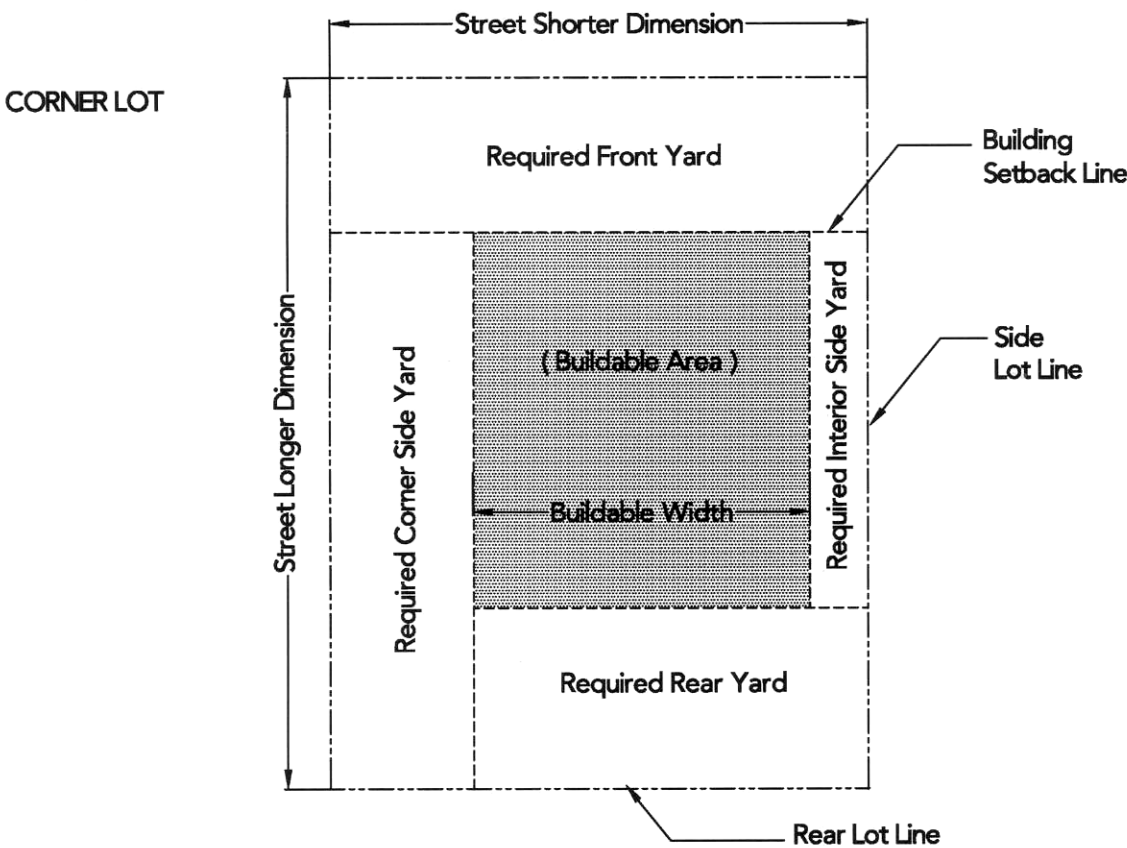 Street Shorter Dimension
CORNER LOT
Required Front Yard
Building
Setback Line
Street Longer Dimension
Required Corner Side Yard
( Buildable Area )
Buildable Width
Required Interior Side Yard
Side
Lot Line
Required Rear Yard
Rear Lot Line